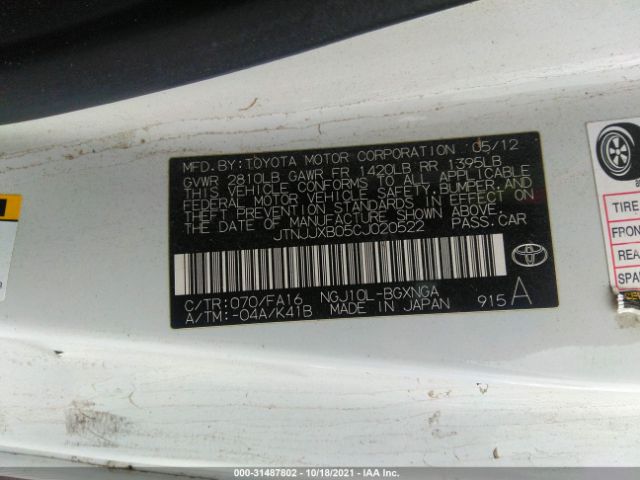 MFD. BY: TOYOTA MOTOR CORPORATION 05/12
GVWR 2810LB GAWR FR 1420LB RR 1395LB
THIS VEHICLE CONFORMS TO ALL APPLICABLE
FEDERAL MOTOR VEHICLE SAFETY, BUMPER, AND
THEFT PREVENTION STANDARDS IN EFFECT ON
THE DATE OF MANUFACTURE SHOWN ABOVE.
JTNJJXB05CJ020522 PASS. CAR
C/TR: 070/FA16 NGJ10L-BGXNGA
A/TM: -04A/K41B MADE IN JAPAN 915 A
TIRE
FRON
REA
SPA
000-31487802 - 10/18/2021 - IAA Inc.